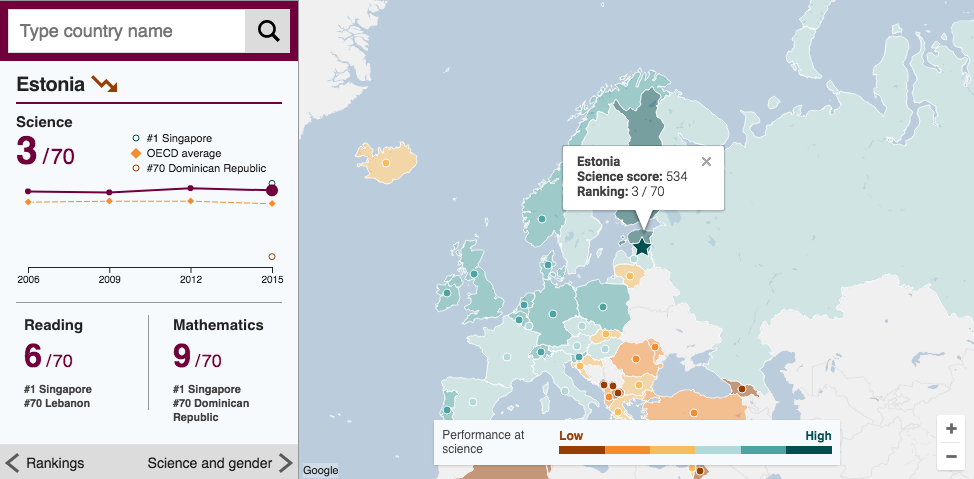 Type country name
Estonia
Science
3 /70
#1 Singapore
OECD average
#70 Dominican Republic
2006 2009 2012 2015
Reading
6 /70
#1 Singapore
#70 Lebanon
Mathematics
9 /70
#1 Singapore
#70 Dominican
Republic
Rankings
Science and gender
Estonia
Science score: 534
Ranking: 3 / 70
Performance at
science
Low
High
Google